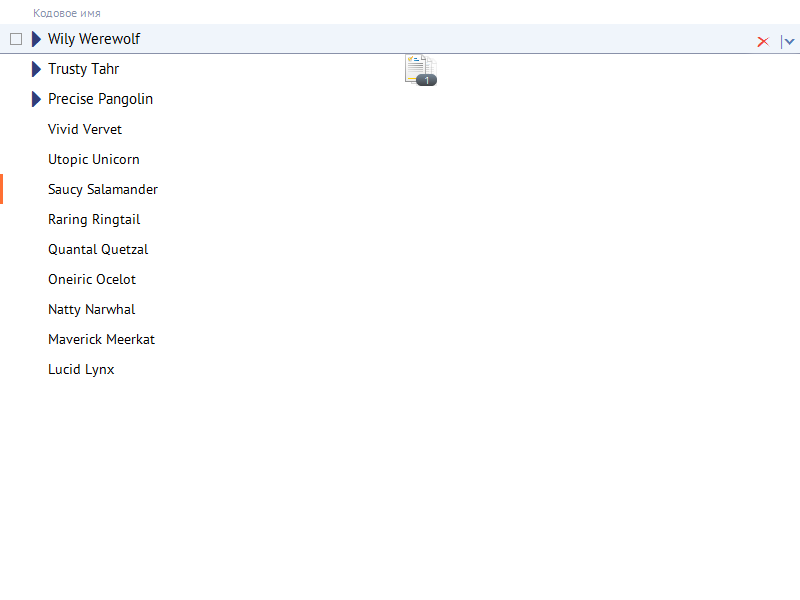 Кодовое имя
Wily Werewolf
Trusty Tahr
1
Precise Pangolin
Vivid Vervet
Utopic Unicorn
Saucy Salamander
Raring Ringtail
Quantal Quetzal
Oneiric Ocelot
Natty Narwhal
Maverick Meerkat
Lucid Lynx